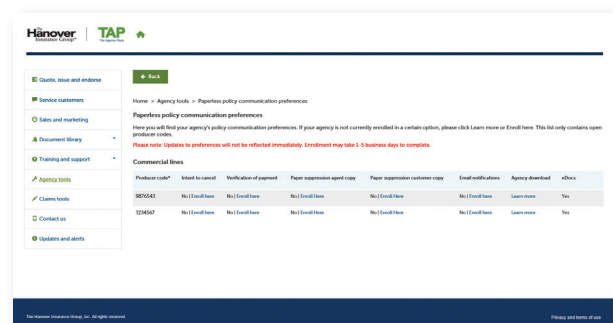 The
Hanover
Insurance Group®
TAP
The Agency Place
Quote, issue and endorse
Service customers
Sales and marketing
Document library
Training and support
Agency tools
Claims tools
Contact us
Updates and alerts
Back
Home > Agency tools > Paperless policy communication preferences
Paperless policy communication preferences
Here you will find your agency's policy communication preferences. If your agency is not currently enrolled in a certain option, please click Learn more or Enroll here. This list only contains open
producer codes.
Please note: Updates to preferences will not be reflected immediately. Enrollment may take 1-5 business days to complete.
Commercial lines
Producer code* Intent to cancel Verification of payment Paper suppression agent copy Paper suppression customer copy Email notifications Agency download eDocs
9876543 No | Enroll here No | Enroll here No | Enroll Here No | Enroll Here No | Enroll Here Learn more Yes
1234567 No | Enroll here No | Enroll here No | Enroll Here No | Enroll Here No | Enroll Here Learn more Yes
The Hanover Insurance Group, Inc. All rights reserved. Privacy and terms of use